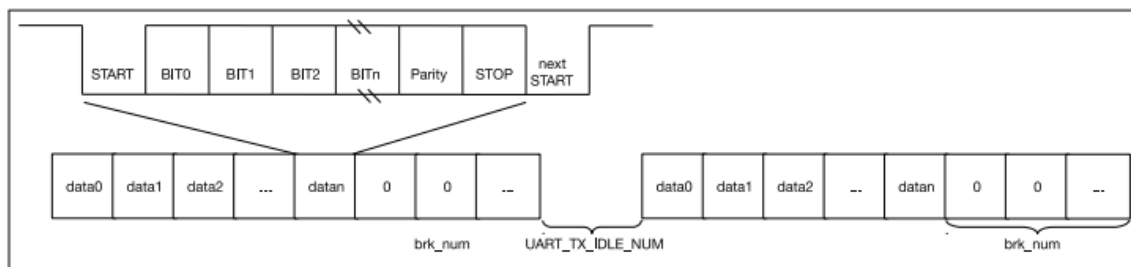 START BIT0 BIT1 BIT2 BITn Parity STOP next START
data0 data1 data2 ... datan 0 0 ... data0 data1 data2 ... datan 0 0 ...
brk_num UART_TX_IDLE_NUM brk_num